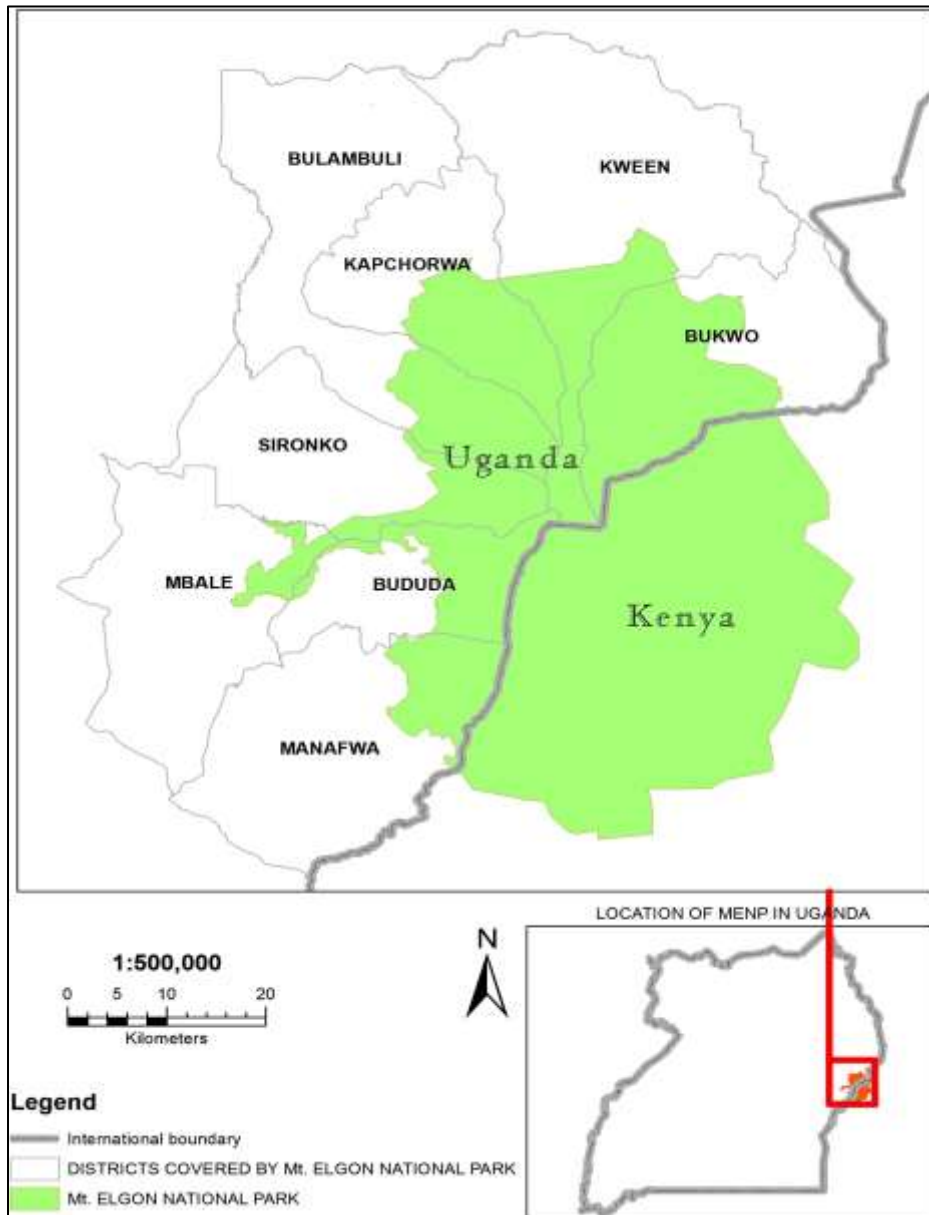 BULAMBULI
KWEEN
KAPCHORWA
BUKWO
SIRONKO
Uganda
MBALE
BUDUDA
Kenya
MANAFWA
LOCATION OF MENP IN UGANDA
N
1:500,000
0 5 10 20
Kilometers
Legend
International boundary
DISTRICTS COVERED BY Mt. ELGON NATIONAL PARK
Mt. ELGON NATIONAL PARK